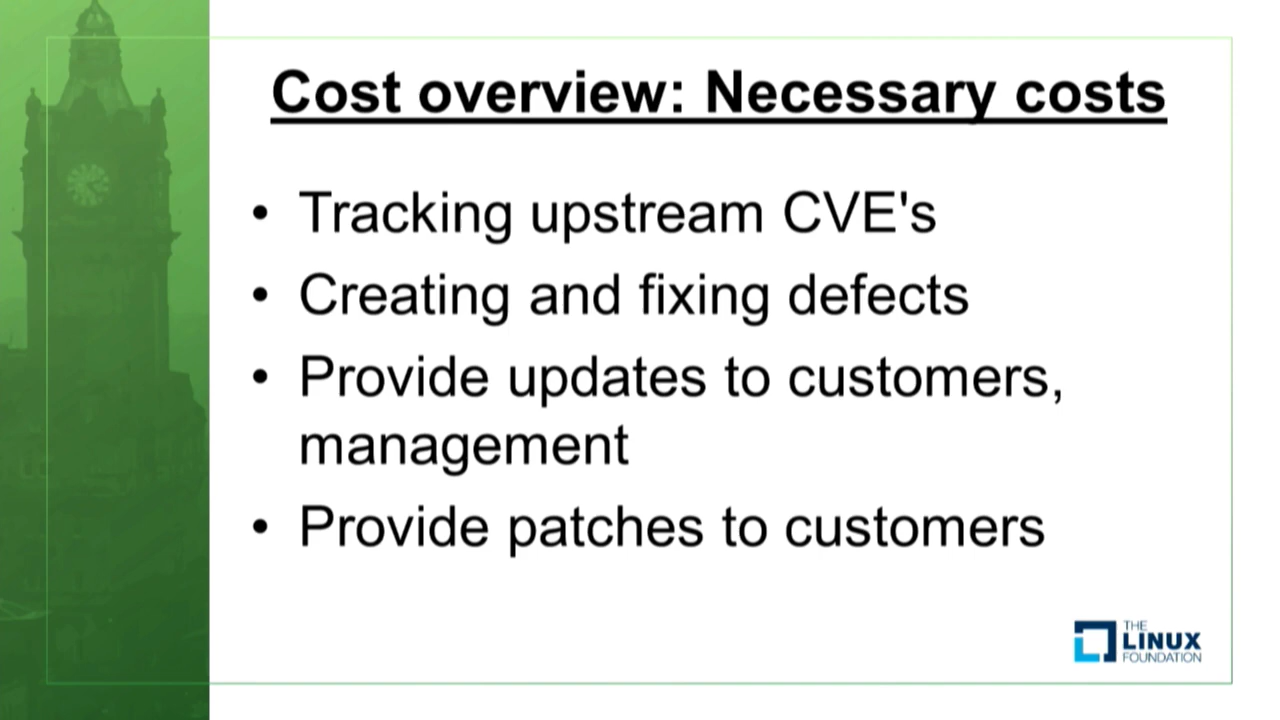 Cost overview: Necessary costs
• Tracking upstream CVE's
• Creating and fixing defects
• Provide updates to customers,
management
• Provide patches to customers
THE
LINUX
FOUNDATION